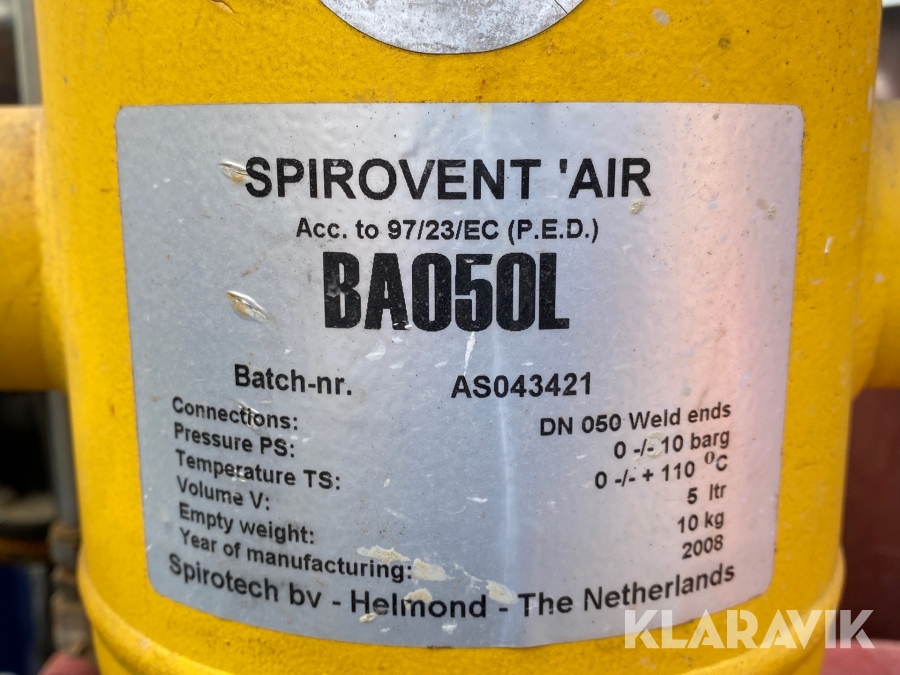 SPIROVENT 'AIR
Acc. to 97/23/EC (P.E.D.)
BA050L
Batch-nr. AS043421
Connections: DN 050 Weld ends
Pressure PS: 0 -/- 10 barg
Temperature TS: 0 -/- + 110 °C
Volume V: 5 ltr
Empty weight: 10 kg
Year of manufacturing: 2008
Spirotech bv - Helmond - The Netherlands
KLARAVIK